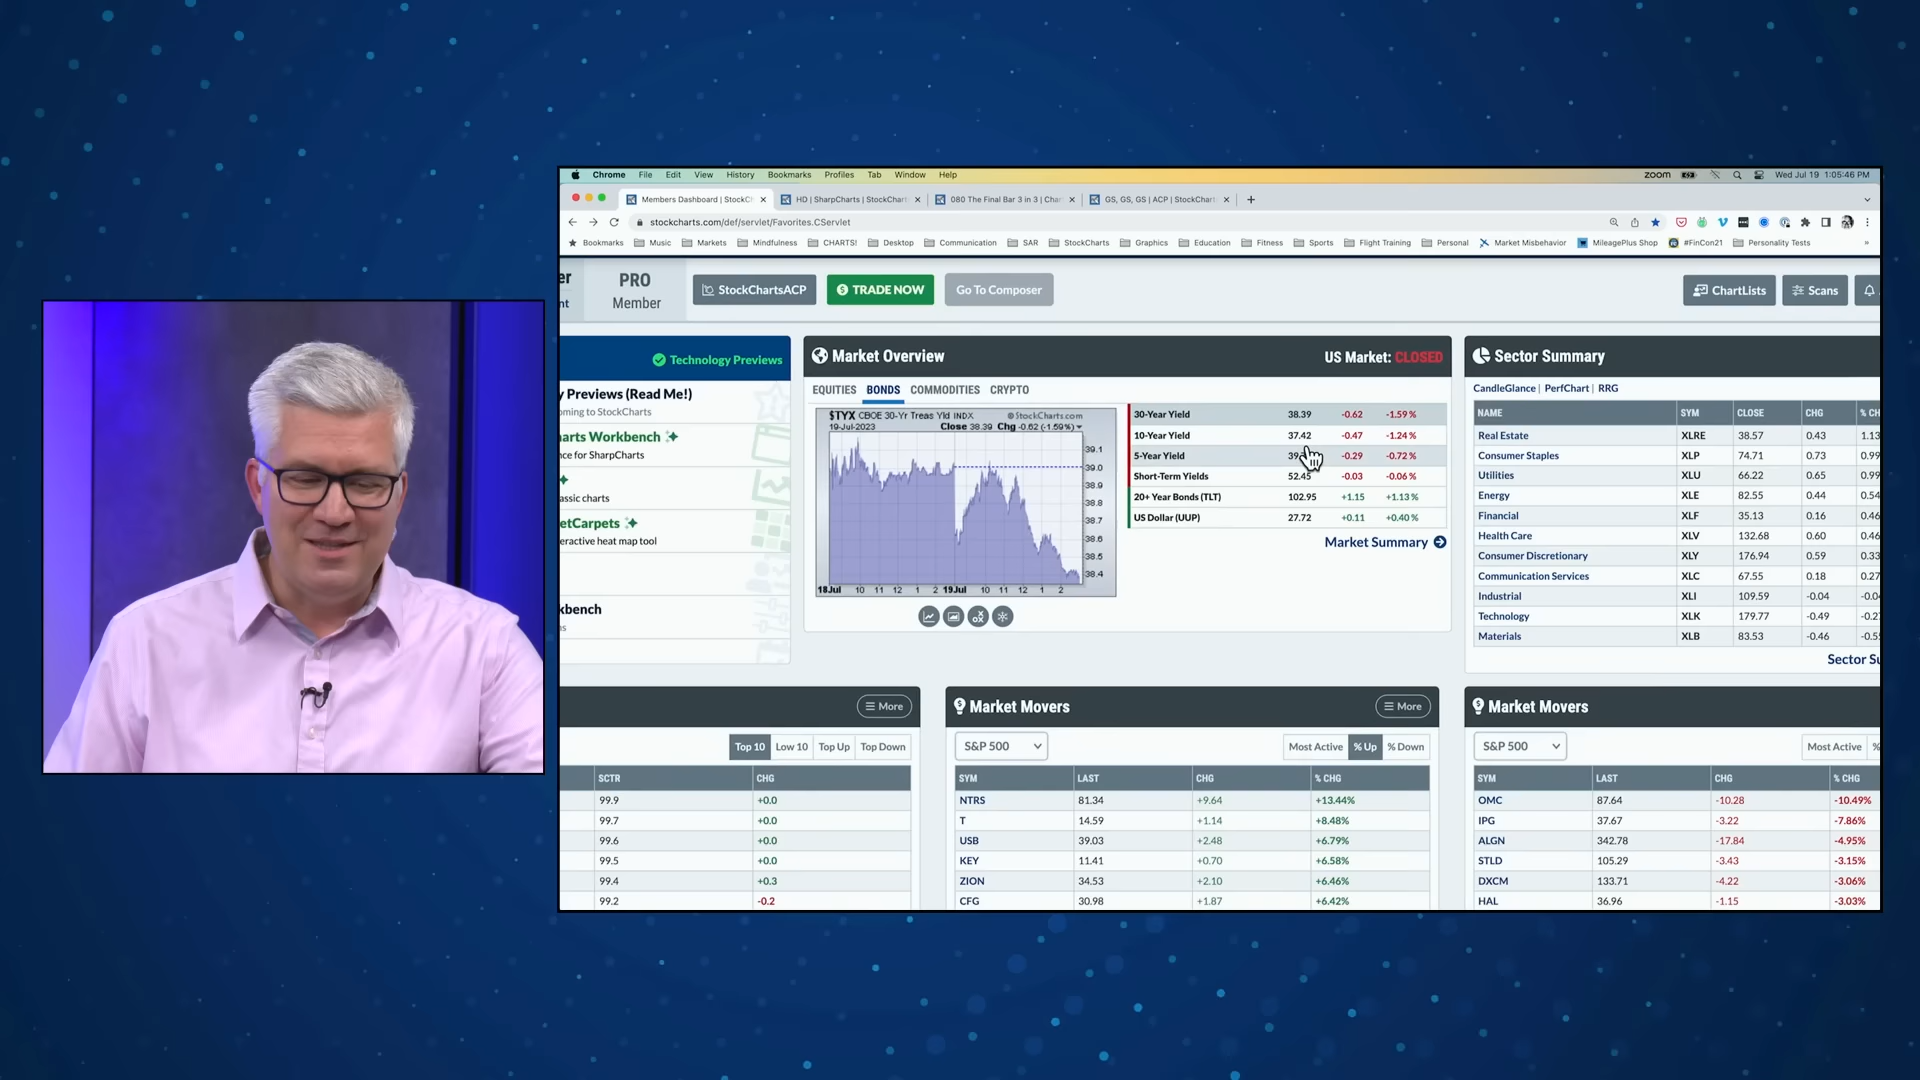 Chrome File Edit View History Bookmarks Profiles Tab Window Help zoom Wed Jul 19 1:05:46 PM
Members Dashboard | StockC HD | SharpCharts | StockChart 080 The Final Bar 3 in 3 | Char GS, GS, GS | ACP | StockChart
stockcharts.com/def/servlet/Favorites.CServlet
Bookmarks Music Markets Mindfulness CHARTS! Desktop Communication SAR StockCharts Graphics Education Fitness Sports Flight Training Personal Market Misbehavior MileagePlus Shop #FinCon21 Personality Tests »
er
nt
PRO
Member
StockChartsACP
TRADE NOW
Go To Composer
ChartLists
Scans
Technology Previews
y Previews (Read Me!)
oming to StockCharts
arts Workbench
nce for SharpCharts
assic charts
etCarpets
eractive heat map tool
kbench
ns
Market Overview US Market: CLOSED
EQUITIES BONDS COMMODITIES CRYPTO
$TYX CBOE 30-Yr Treas Yld INDX © StockCharts.com
19-Jul-2023 Close 38.39 Chg -0.62 (-1.59%)
39.1
39.0
38.9
38.8
38.7
38.6
38.5
38.4
18Jul 10 11 12 1 2 19Jul 10 11 12 1 2
30-Year Yield 38.39 -0.62 -1.59%
10-Year Yield 37.42 -0.47 -1.24%
5-Year Yield 39. -0.29 -0.72%
Short-Term Yields 52.45 -0.03 -0.06%
20+ Year Bonds (TLT) 102.95 +1.15 +1.13%
US Dollar (UUP) 27.72 +0.11 +0.40%
Market Summary
Sector Summary
CandleGlance | PerfChart | RRG
NAME SYM CLOSE CHG % CH
Real Estate XLRE 38.57 0.43 1.13
Consumer Staples XLP 74.71 0.73 0.99
Utilities XLU 66.22 0.65 0.99
Energy XLE 82.55 0.44 0.54
Financial XLF 35.13 0.16 0.46
Health Care XLV 132.68 0.60 0.46
Consumer Discretionary XLY 176.94 0.59 0.33
Communication Services XLC 67.55 0.18 0.27
Industrial XLI 109.59 -0.04 -0.0
Technology XLK 179.77 -0.49 -0.2
Materials XLB 83.53 -0.46 -0.5
Sector Su
More
Top 10 Low 10 Top Up Top Down
SCTR CHG
99.9 +0.0
99.7 +0.0
99.6 +0.0
99.5 +0.0
99.4 +0.3
99.2 -0.2
Market Movers More
S&P 500 Most Active % Up % Down
SYM LAST CHG % CHG
NTRS 81.34 +9.64 +13.44%
T 14.59 +1.14 +8.48%
USB 39.03 +2.48 +6.79%
KEY 11.41 +0.70 +6.58%
ZION 34.53 +2.10 +6.46%
CFG 30.98 +1.87 +6.42%
Market Movers
S&P 500 Most Active %
SYM LAST CHG % CHG
OMC 87.64 -10.28 -10.49%
IPG 37.67 -3.22 -7.86%
ALGN 342.78 -17.84 -4.95%
STLD 105.29 -3.43 -3.15%
DXCM 133.71 -4.22 -3.06%
HAL 36.96 -1.15 -3.03%